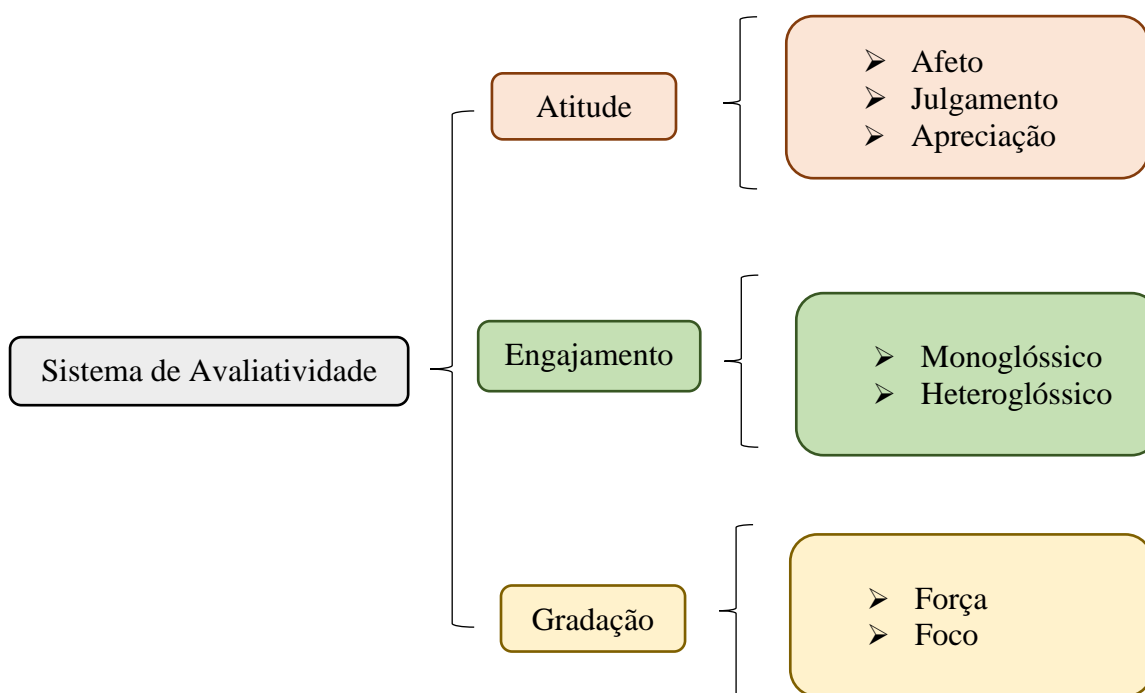 Sistema de Avaliatividade
Atitude
Afeto
Julgamento
Apreciação
Engajamento
Monoglóssico
Heteroglóssico
Gradação
Força
Foco